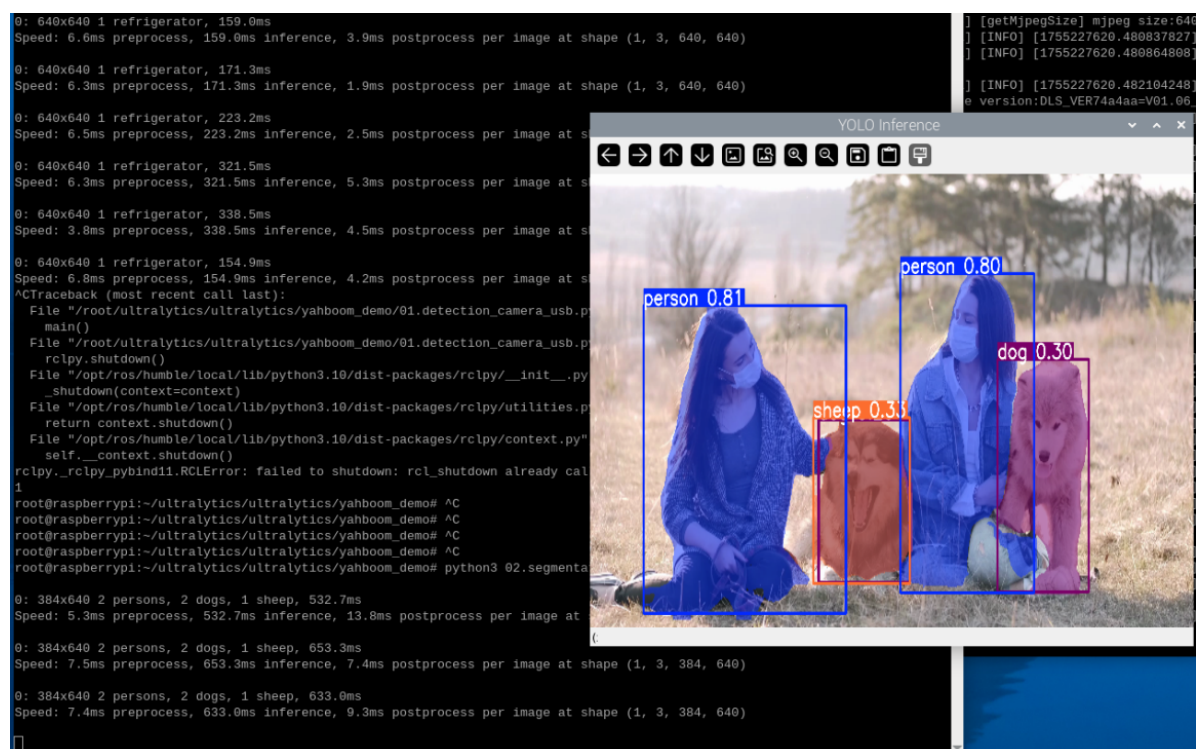 0: 640x640 1 refrigerator, 159.0ms
Speed: 6.6ms preprocess, 159.0ms inference, 3.9ms postprocess per image at shape (1, 3, 640, 640)
0: 640x640 1 refrigerator, 171.3ms
Speed: 6.3ms preprocess, 171.3ms inference, 1.9ms postprocess per image at shape (1, 3, 640, 640)
0: 640x640 1 refrigerator, 223.2ms
Speed: 6.5ms preprocess, 223.2ms inference, 2.5ms postprocess per image at s
0: 640x640 1 refrigerator, 321.5ms
Speed: 6.3ms preprocess, 321.5ms inference, 5.3ms postprocess per image at s
0: 640x640 1 refrigerator, 338.5ms
Speed: 3.8ms preprocess, 338.5ms inference, 4.5ms postprocess per image at s
0: 640x640 1 refrigerator, 154.9ms
Speed: 6.8ms preprocess, 154.9ms inference, 4.2ms postprocess per image at s
^CTraceback (most recent call last):
File "/root/ultralytics/ultralytics/yahboom_demo/01.detection_camera_usb.py
main()
File "/root/ultralytics/ultralytics/yahboom_demo/01.detection_camera_usb.py
rclpy.shutdown()
File "/opt/ros/humble/local/lib/python3.10/dist-packages/rclpy/__init__.py
_shutdown(context=context)
File "/opt/ros/humble/local/lib/python3.10/dist-packages/rclpy/utilities.py
return context.shutdown()
File "/opt/ros/humble/local/lib/python3.10/dist-packages/rclpy/context.py"
self.__context.shutdown()
rclpy._rclpy_pybind11.RCLError: failed to shutdown: rcl_shutdown already cal
1
root@raspberrypi:~/ultralytics/ultralytics/yahboom_demo# ^C
root@raspberrypi:~/ultralytics/ultralytics/yahboom_demo# ^C
root@raspberrypi:~/ultralytics/ultralytics/yahboom_demo# ^C
root@raspberrypi:~/ultralytics/ultralytics/yahboom_demo# ^C
root@raspberrypi:~/ultralytics/ultralytics/yahboom_demo# python3 02.segmenta
0: 384x640 2 persons, 2 dogs, 1 sheep, 532.7ms
Speed: 5.3ms preprocess, 532.7ms inference, 13.8ms postprocess per image at
0: 384x640 2 persons, 2 dogs, 1 sheep, 653.3ms
Speed: 7.5ms preprocess, 653.3ms inference, 7.4ms postprocess per image at shape (1, 3, 384, 640)
0: 384x640 2 persons, 2 dogs, 1 sheep, 633.0ms
Speed: 7.4ms preprocess, 633.0ms inference, 9.3ms postprocess per image at shape (1, 3, 384, 640)
] [getMjpegSize] mjpeg size:640
] [INFO] [1755227620.480837827]
] [INFO] [1755227620.480864808]
] [INFO] [1755227620.482104248]
e version:DLS_VER74a4aa=V01.06_
YOLO Inference
person 0.80
person 0.81
dog 0.30
sheep 0.33
(: